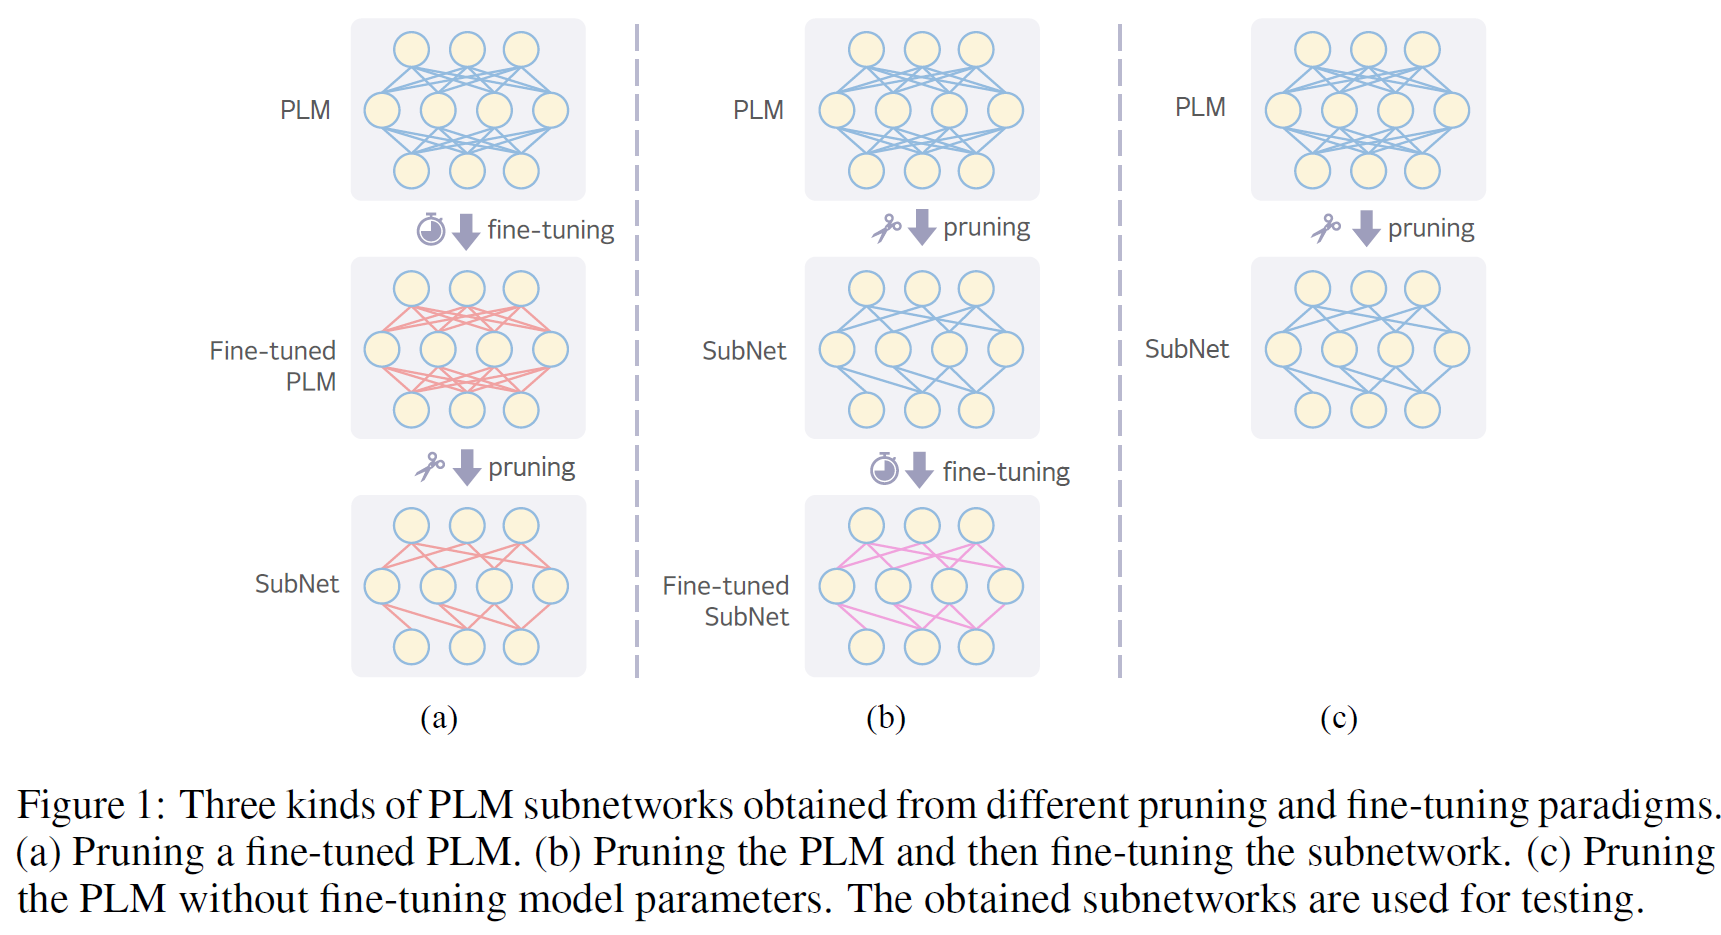 PLM
fine-tuning
Fine-tuned
PLM
pruning
SubNet
(a)
PLM
pruning
SubNet
fine-tuning
Fine-tuned
SubNet
(b)
PLM
pruning
SubNet
(c)
Figure 1: Three kinds of PLM subnetworks obtained from different pruning and fine-tuning paradigms.
(a) Pruning a fine-tuned PLM. (b) Pruning the PLM and then fine-tuning the subnetwork. (c) Pruning
the PLM without fine-tuning model parameters. The obtained subnetworks are used for testing.